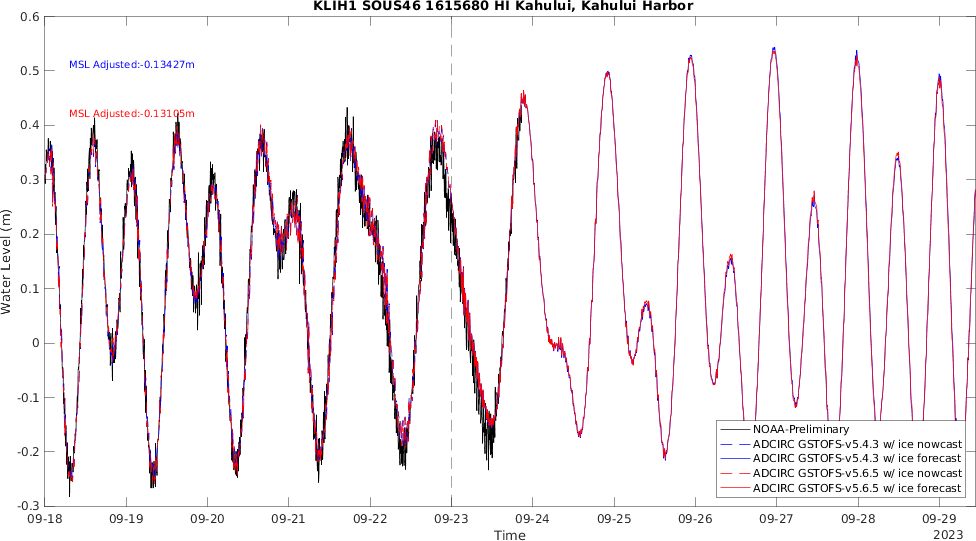 KLIH1 SOUS46 1615680 HI Kahului, Kahului Harbor
0.6
0.5
0.4
0.3
0.2
0.1
0
-0.1
-0.2
-0.3
Water Level (m)
MSL Adjusted:-0.13427m
MSL Adjusted:-0.13105m
NOAA-Preliminary
ADCIRC GSTOFS-v5.4.3 w/ ice nowcast
ADCIRC GSTOFS-v5.4.3 w/ ice forecast
ADCIRC GSTOFS-v5.6.5 w/ ice nowcast
ADCIRC GSTOFS-v5.6.5 w/ ice forecast
09-18 09-19 09-20 09-21 09-22 09-23 09-24 09-25 09-26 09-27 09-28 09-29
Time
2023